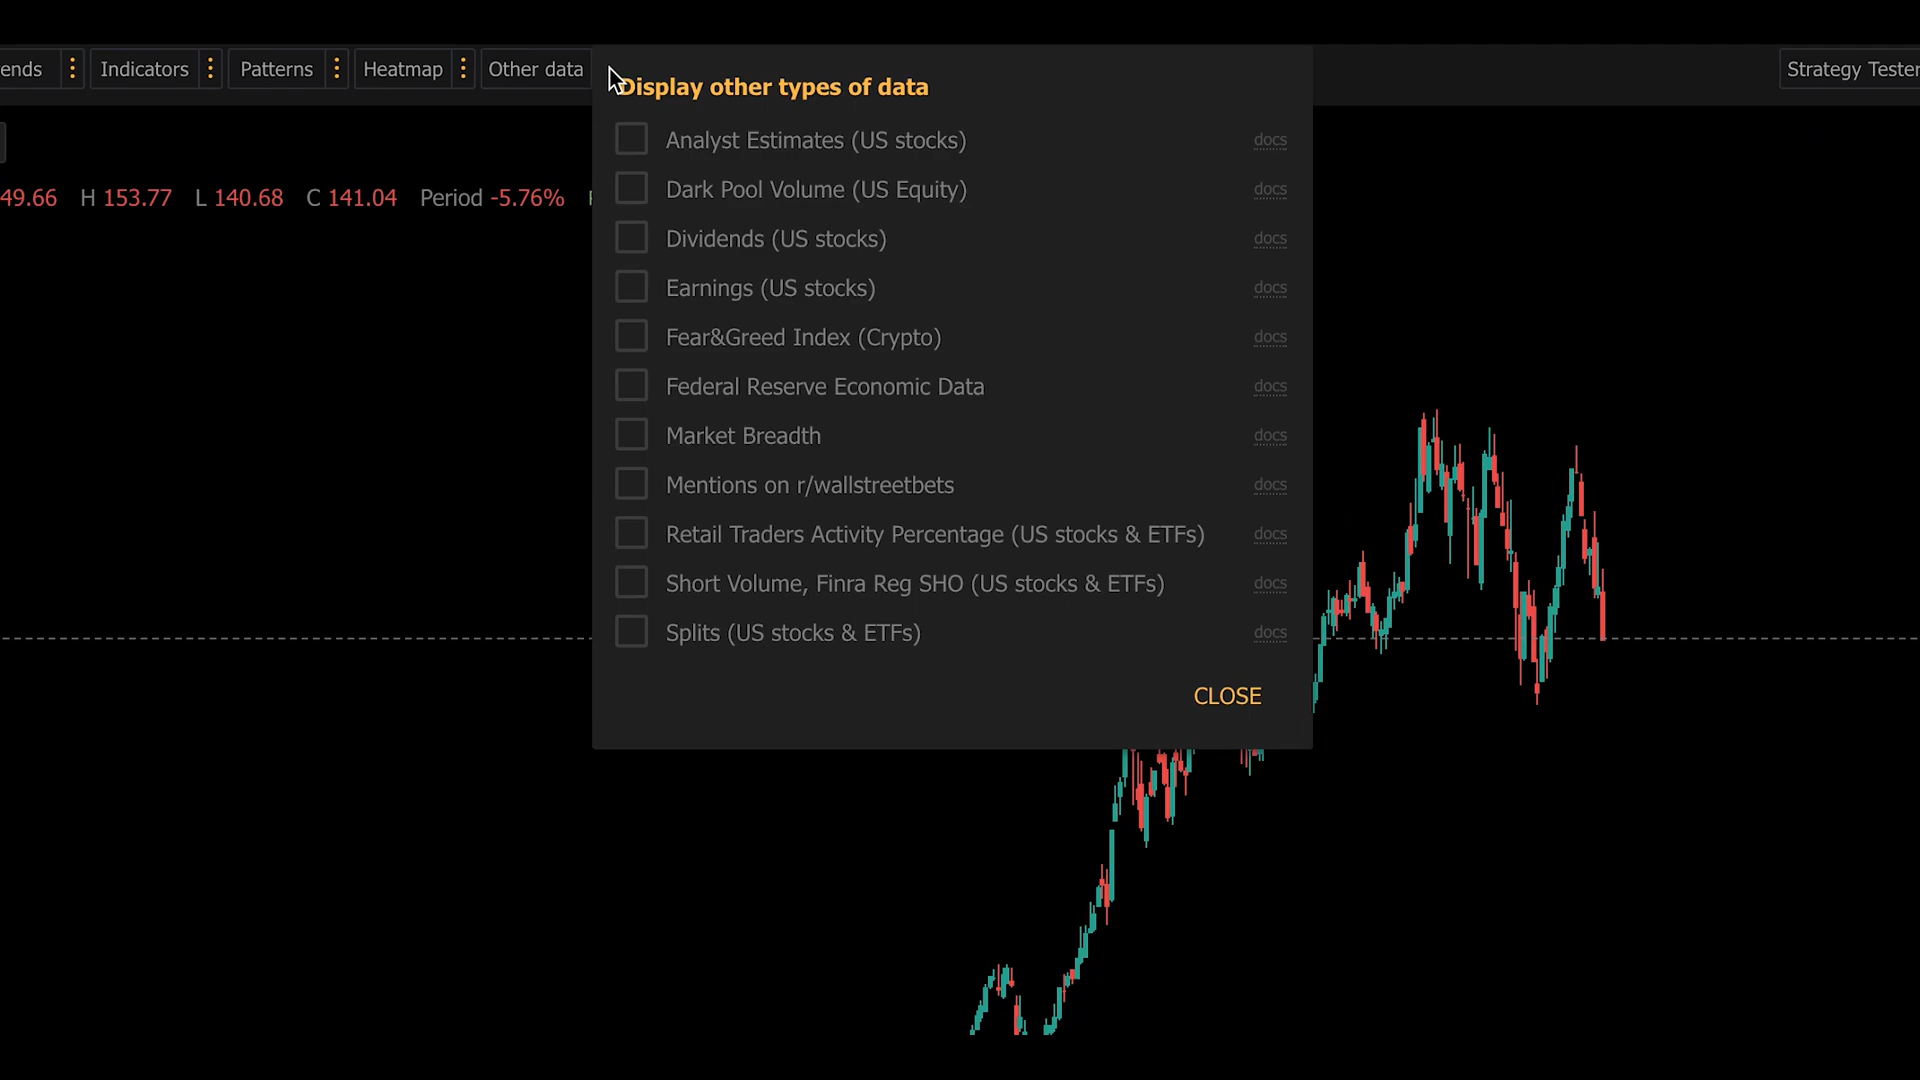 ends Indicators Patterns Heatmap Other data Strategy Tester
Display other types of data
Analyst Estimates (US stocks) docs
49.66 H 153.77 L 140.68 C 141.04 Period -5.76%
Dark Pool Volume (US Equity) docs
Dividends (US stocks) docs
Earnings (US stocks) docs
Fear&Greed Index (Crypto) docs
Federal Reserve Economic Data docs
Market Breadth docs
Mentions on r/wallstreetbets docs
Retail Traders Activity Percentage (US stocks & ETFs) docs
Short Volume, Finra Reg SHO (US stocks & ETFs) docs
Splits (US stocks & ETFs) docs
CLOSE